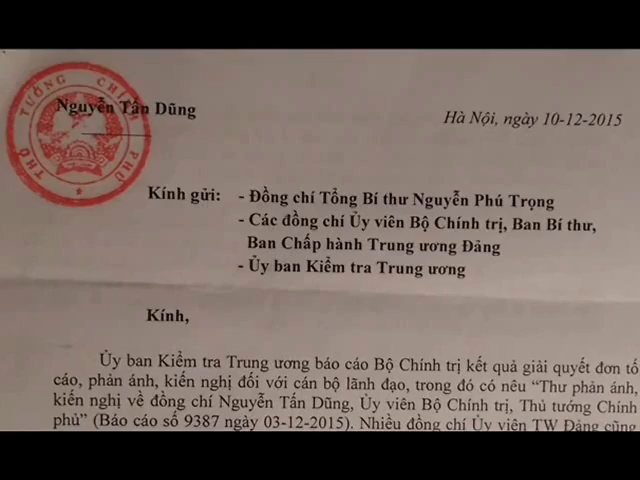 THỦ TƯỚNG CHÍNH PHỦ
Nguyễn Tấn Dũng
Hà Nội, ngày 10-12-2015
Kính gửi: - Đồng chí Tổng Bí thư Nguyễn Phú Trọng
- Các đồng chí Ủy viên Bộ Chính trị, Ban Bí thư,
Ban Chấp hành Trung ương Đảng
- Ủy ban Kiểm tra Trung ương
Kính,
Ủy ban Kiểm tra Trung ương báo cáo Bộ Chính trị kết quả giải quyết đơn tố
cáo, phản ánh, kiến nghị đối với cán bộ lãnh đạo, trong đó có nêu “Thư phản ánh,
kiến nghị về đồng chí Nguyễn Tấn Dũng, Ủy viên Bộ Chính trị, Thủ tướng Chính
phủ” (Báo cáo số 9387 ngày 03-12-2015). Nhiều đồng chí Ủy viên TW Đảng cũng